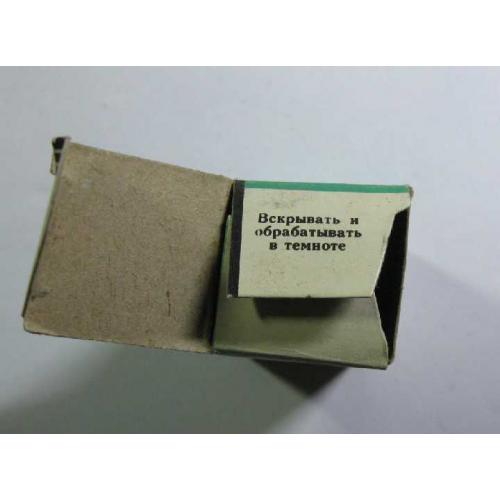 Вскрывать и
обрабатывать
в темноте